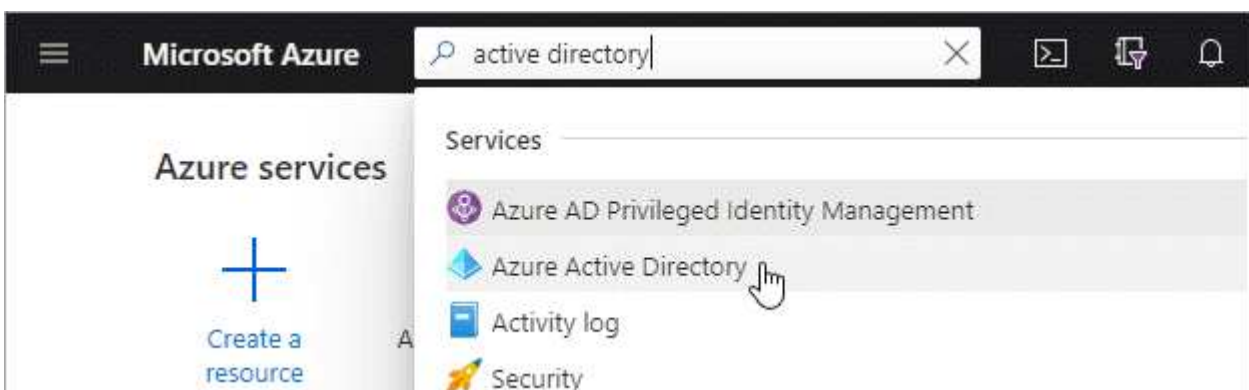 Microsoft Azure
active directory
Services
Azure services
Azure AD Privileged Identity Management
Azure Active Directory
Activity log
Create a
resource
A
Security